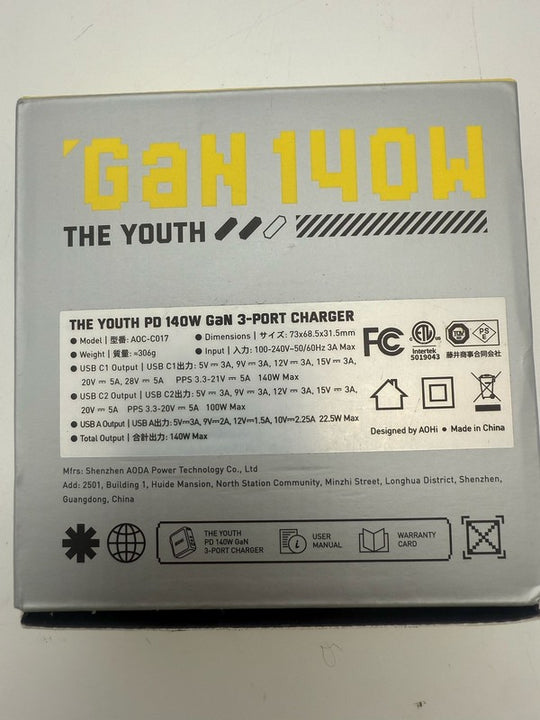 GaN 140W
THE YOUTH
THE YOUTH PD 140W GaN 3-PORT CHARGER
● Model | 型番: AOC-C017 ● Dimensions | サイズ: 73x68.5x31.5mm
● Weight | 質量: ≈306g ● Input | 入力: 100-240V~50/60Hz 3A Max
● USB C1 Output | USB C1出力: 5V⎓3A, 9V⎓3A, 12V⎓3A, 15V⎓3A,
20V⎓5A, 28V⎓5A PPS 3.3-21V⎓5A 140W Max
● USB C2 Output | USB C2出力: 5V⎓3A, 9V⎓3A, 12V⎓3A, 15V⎓3A,
20V⎓5A PPS 3.3-20V⎓5A 100W Max
● USB A Output | USB A出力: 5V⎓3A, 9V⎓2A, 12V⎓1.5A, 10V⎓2.25A 22.5W Max
● Total Output | 合計出力: 140W Max
FC
ETL
Intertek
5019043
PS
E
藤井商事合同会社
Designed by AOHi ● Made in China
Mfrs: Shenzhen AODA Power Technology Co., Ltd
Add: 2501, Building 1, Huide Mansion, North Station Community, Minzhi Street, Longhua District, Shenzhen,
Guangdong, China
THE YOUTH
PD 140W GaN
3-PORT CHARGER
USER
MANUAL
WARRANTY
CARD